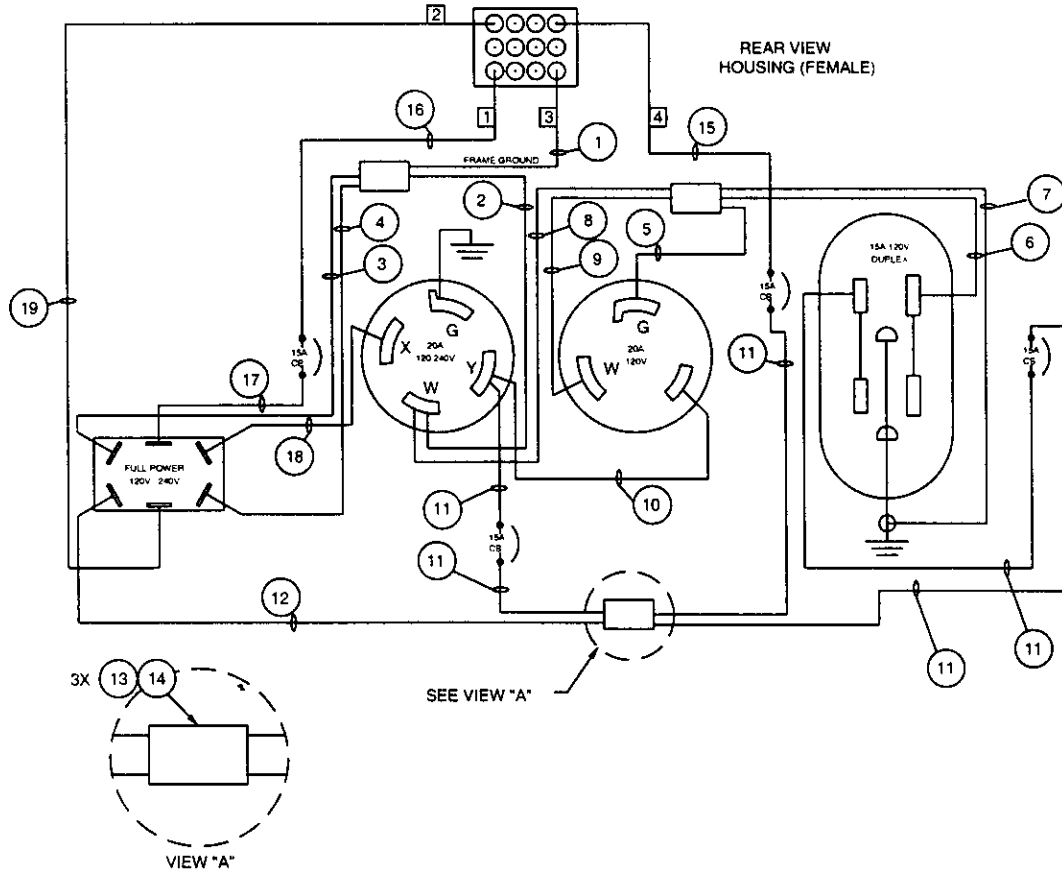 2
REAR VIEW
HOUSING (FEMALE)
16
1
3
4
15
1
FRAME GROUND
2
8
7
4
5
6
3
9
15A 120V
DUPLEX
19
15A
CB
G
20A
120 240V
X
Y
W
G
20A
120V
W
15A
CB
11
15A
CB
17
18
FULL POWER
120V 240V
11
10
15A
CB
11
12
11
11
SEE VIEW "A"
3X 13 14
VIEW "A"